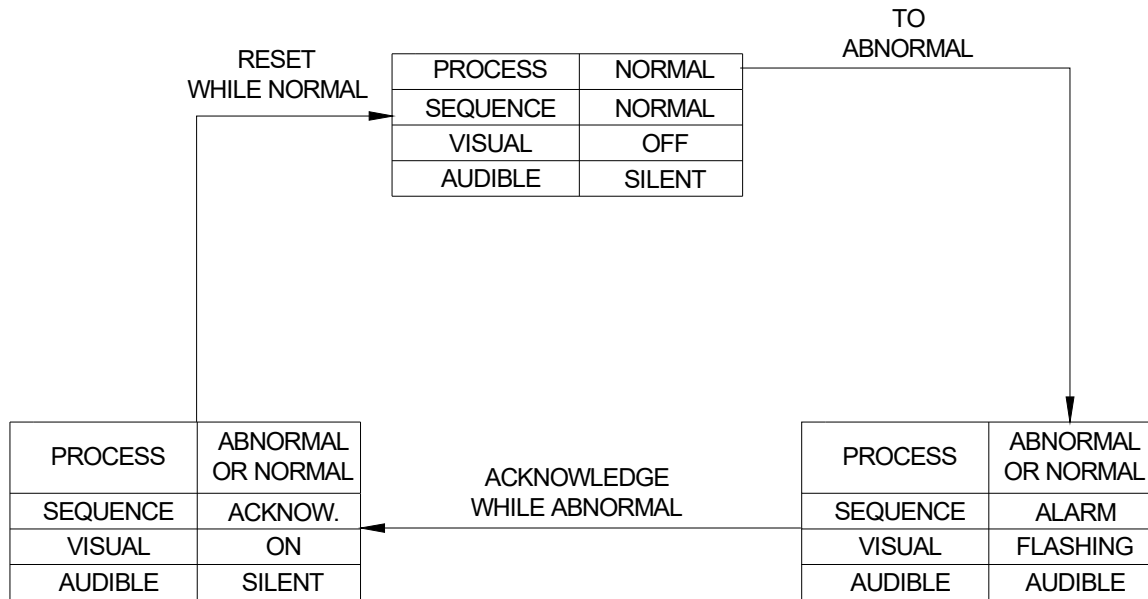 TO
ABNORMAL
RESET
WHILE NORMAL
PROCESS NORMAL
SEQUENCE NORMAL
VISUAL OFF
AUDIBLE SILENT
PROCESS ABNORMAL
OR NORMAL
SEQUENCE ACKNOW.
VISUAL ON
AUDIBLE SILENT
ACKNOWLEDGE
WHILE ABNORMAL
PROCESS ABNORMAL
OR NORMAL
SEQUENCE ALARM
VISUAL FLASHING
AUDIBLE AUDIBLE